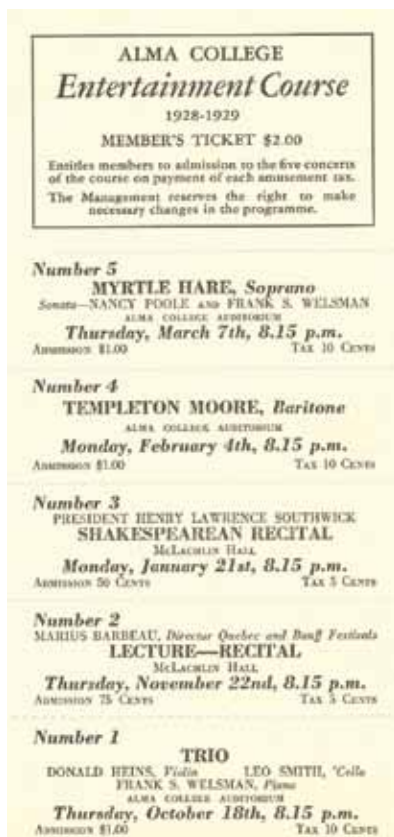 ALMA COLLEGE
Entertainment Course
1928-1929
MEMBER'S TICKET $2.00
Entitles members to admission to the five concerts
of the course on payment of each amusement tax.
The Management reserves the right to make
necessary changes in the programme.
Number 5
MYRTLE HARE, Soprano
Sonata—NANCY POOLE AND FRANK S. WELSMAN
ALMA COLLEGE AUDITORIUM
Thursday, March 7th, 8.15 p.m.
ADMISSION $1.00 TAX 10 CENTS
Number 4
TEMPLETON MOORE, Baritone
ALMA COLLEGE AUDITORIUM
Monday, February 4th, 8.15 p.m.
ADMISSION $1.00 TAX 10 CENTS
Number 3
PRESIDENT HENRY LAWRENCE SOUTHWICK
SHAKESPEAREAN RECITAL
MCLACHLIN HALL
Monday, January 21st, 8.15 p.m.
ADMISSION 50 CENTS TAX 5 CENTS
Number 2
MARIUS BARBEAU, Director Quebec and Banff Festivals
LECTURE—RECITAL
MCLACHLIN HALL
Thursday, November 22nd, 8.15 p.m.
ADMISSION 75 CENTS TAX 5 CENTS
Number 1
TRIO
DONALD HEINS, Violin LEO SMITH, 'Cello
FRANK S. WELSMAN, Piano
ALMA COLLEGE AUDITORIUM
Thursday, October 18th, 8.15 p.m.
ADMISSION $1.00 TAX 10 CENTS